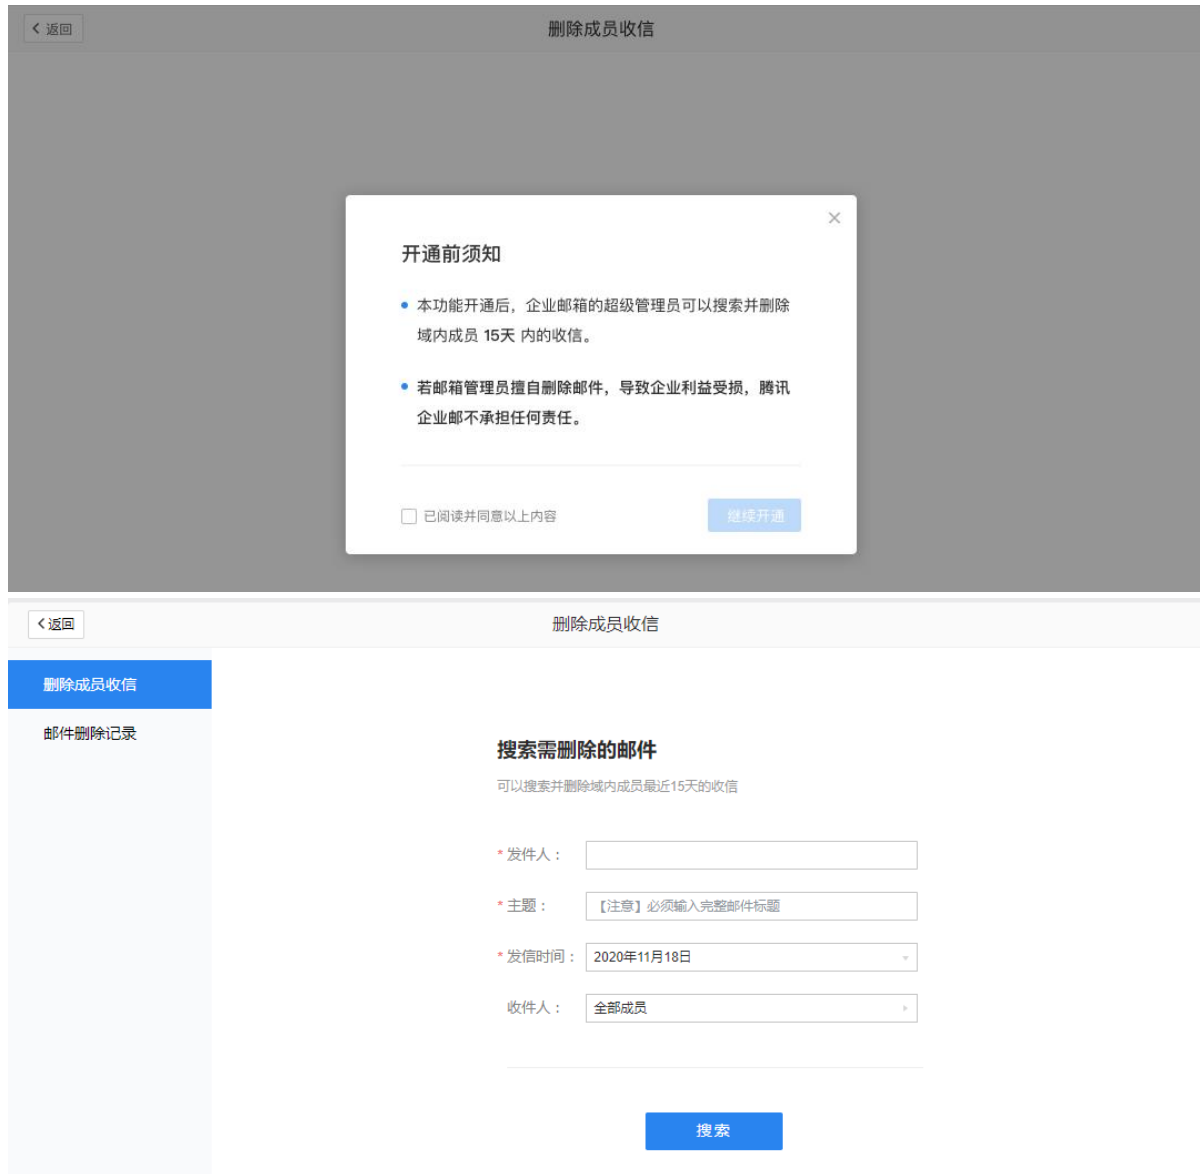 返回
删除成员收信
开通前须知
本功能开通后，企业邮箱的超级管理员可以搜索并删除
域内成员 15天 内的收信。
若邮箱管理员擅自删除邮件，导致企业利益受损，腾讯
企业邮不承担任何责任。
已阅读并同意以上内容
继续开通
返回
删除成员收信
删除成员收信
邮件删除记录
搜索需删除的邮件
可以搜索并删除域内成员最近15天的收信
* 发件人：
* 主题： 【注意】必须输入完整邮件标题
* 发信时间： 2020年11月18日
收件人： 全部成员
搜索